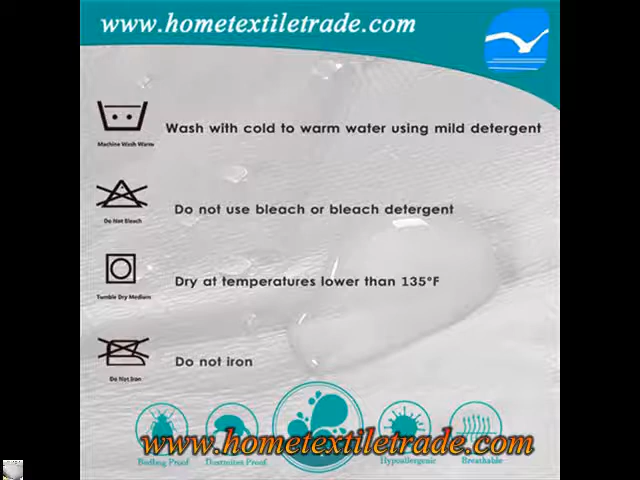 www.hometextiletrade.com
Wash with cold to warm water using mild detergent
Machine Wash Warm
Do not use bleach or bleach detergent
Do Not Bleach
Dry at temperatures lower than 135°F
Tumble Dry Medium
Do not iron
Do Not Iron
www.hometextiletrade.com
Bedbug Proof
Dustmites Proof
Hypoallergenic
Breathable